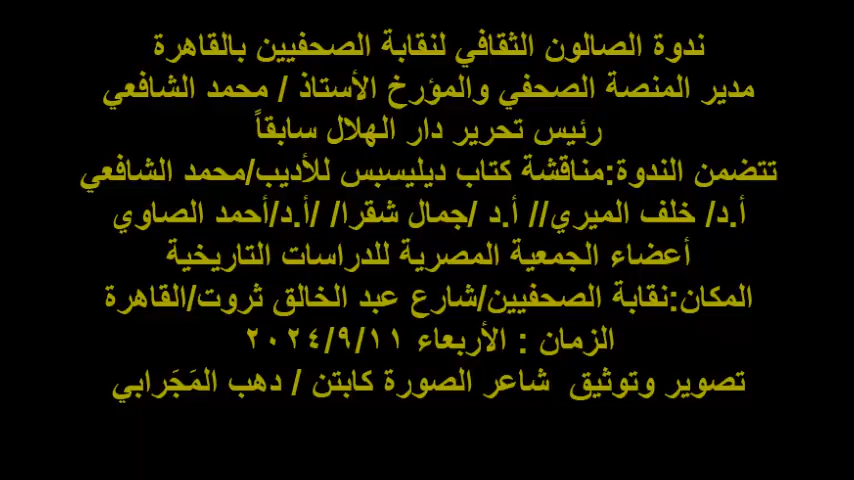 ندوة الصالون الثقافي لنقابة الصحفيين بالقاهرة
مدير المنصة الصحفي والمؤرخ الأستاذ / محمد الشافعي
رئيس تحرير دار الهلال سابقاً
تتضمن الندوة:مناقشة كتاب ديليسبس للأديب/محمد الشافعي
أ.د/ خلف الميري// أ.د /جمال شقرا/ /أ.د/أحمد الصاوي
أعضاء الجمعية المصرية للدراسات التاريخية
المكان:نقابة الصحفيين/شارع عبد الخالق ثروت/القاهرة
الزمان : الأربعاء ٢٠٢٤/٩/١١
تصوير وتوثيق شاعر الصورة كابتن / دهب المَجَرابي